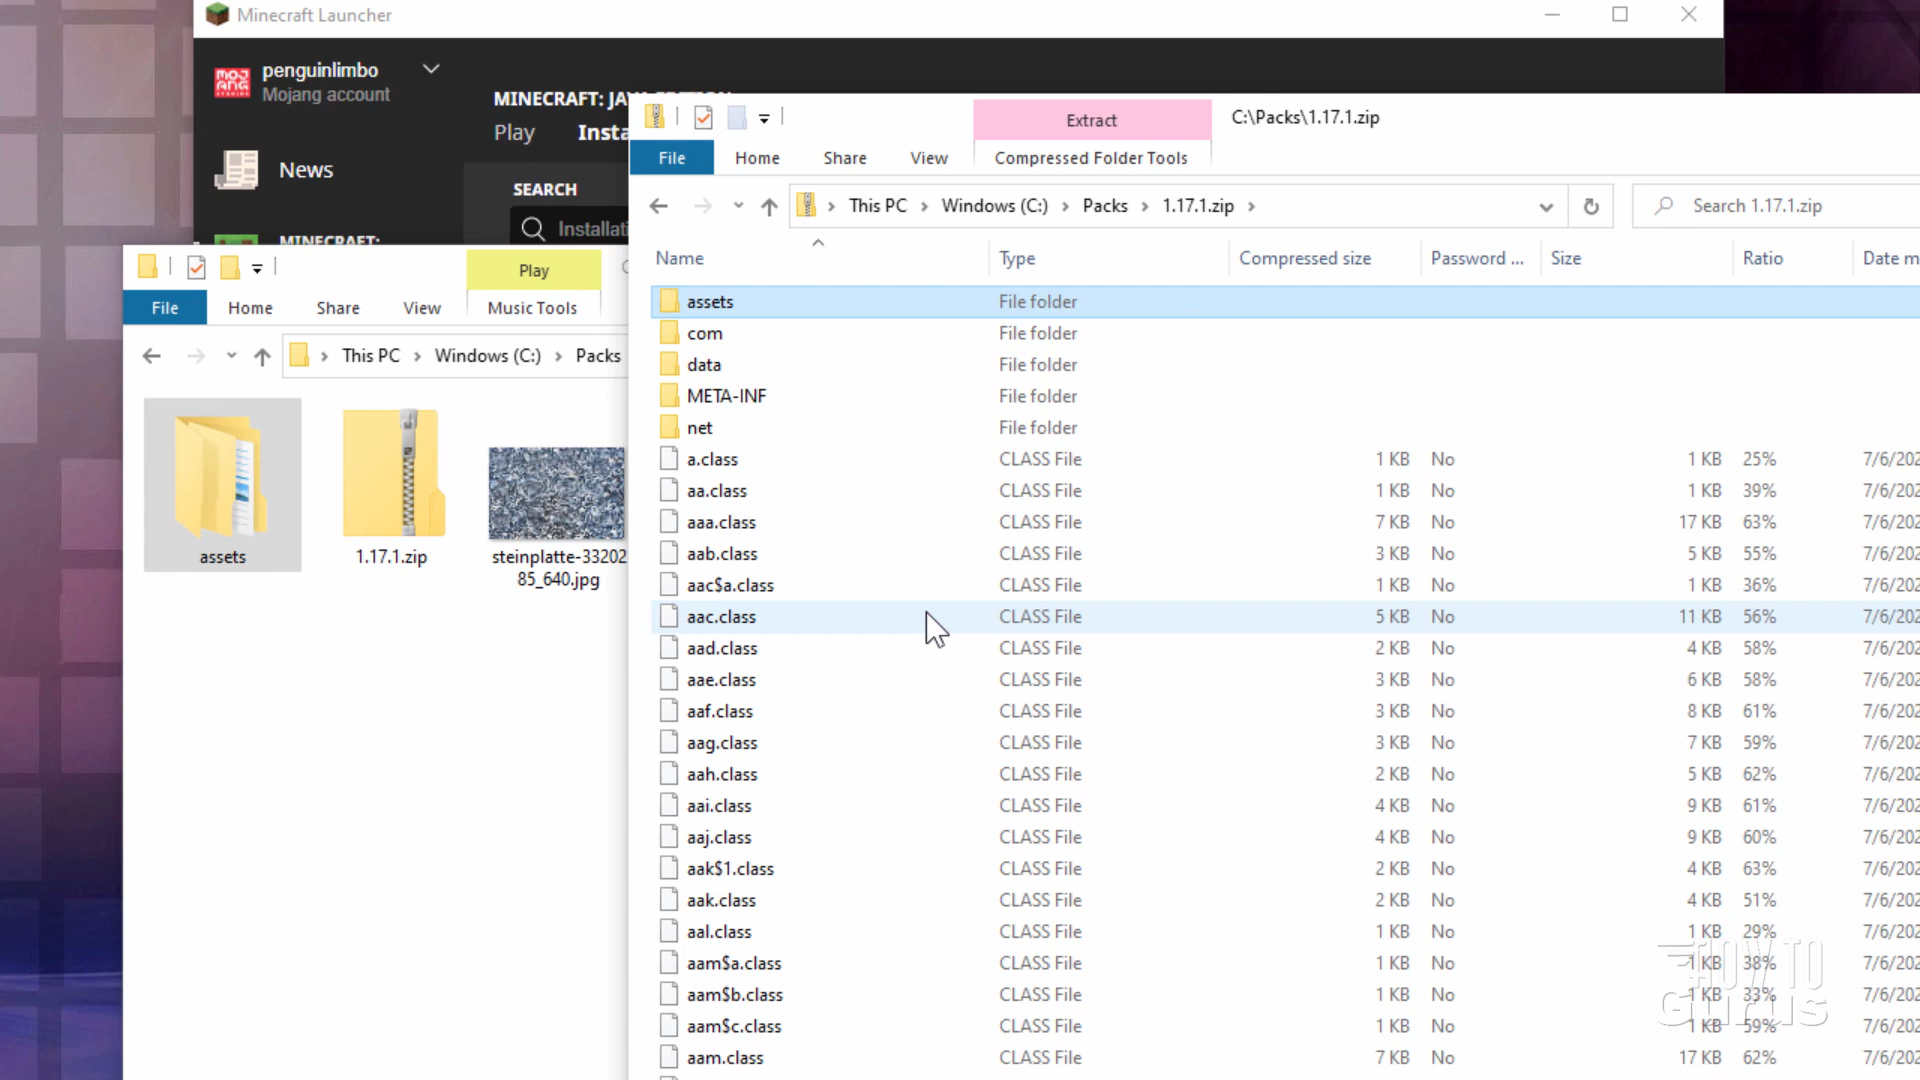 Minecraft Launcher
MOJANG STUDIOS
penguinlimbo
Mojang account
News
MINECRAFT:
MINECRAFT: JAVA EDITION
Play Insta
SEARCH
Installati
Extract
C:\Packs\1.17.1.zip
File Home Share View Compressed Folder Tools
This PC Windows (C:) Packs 1.17.1.zip
Search 1.17.1.zip
Name Type Compressed size Password ... Size Ratio Date m
assets File folder
com File folder
data File folder
META-INF File folder
net File folder
a.class CLASS File 1 KB No 1 KB 25% 7/6/202
aa.class CLASS File 1 KB No 1 KB 39% 7/6/202
aaa.class CLASS File 7 KB No 17 KB 63% 7/6/202
aab.class CLASS File 3 KB No 5 KB 55% 7/6/202
aac$a.class CLASS File 1 KB No 1 KB 36% 7/6/202
aac.class CLASS File 5 KB No 11 KB 56% 7/6/202
aad.class CLASS File 2 KB No 4 KB 58% 7/6/202
aae.class CLASS File 3 KB No 6 KB 58% 7/6/202
aaf.class CLASS File 3 KB No 8 KB 61% 7/6/202
aag.class CLASS File 3 KB No 7 KB 59% 7/6/202
aah.class CLASS File 2 KB No 5 KB 62% 7/6/202
aai.class CLASS File 4 KB No 9 KB 61% 7/6/202
aaj.class CLASS File 4 KB No 9 KB 60% 7/6/202
aak$1.class CLASS File 2 KB No 4 KB 63% 7/6/202
aak.class CLASS File 2 KB No 4 KB 51% 7/6/202
aal.class CLASS File 1 KB No 1 KB 29% 7/6/202
aam$a.class CLASS File 1 KB No 1 KB 38% 7/6/202
aam$b.class CLASS File 1 KB No 1 KB 33% 7/6/202
aam$c.class CLASS File 1 KB No 1 KB 59% 7/6/202
aam.class CLASS File 7 KB No 17 KB 62% 7/6/202
Play
File Home Share View Music Tools
This PC Windows (C:) Packs
assets
1.17.1.zip
steinplatte-33202
85_640.jpg
HOW TO
GURUS